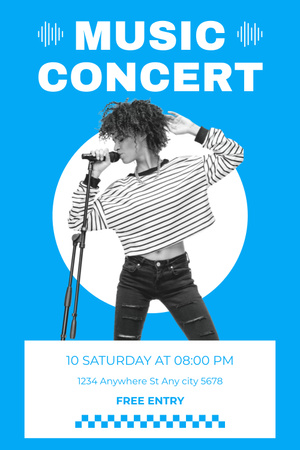 MUSIC
CONCERT
10 SATURDAY AT 08:00 PM
1234 Anywhere St Any city 5678
FREE ENTRY